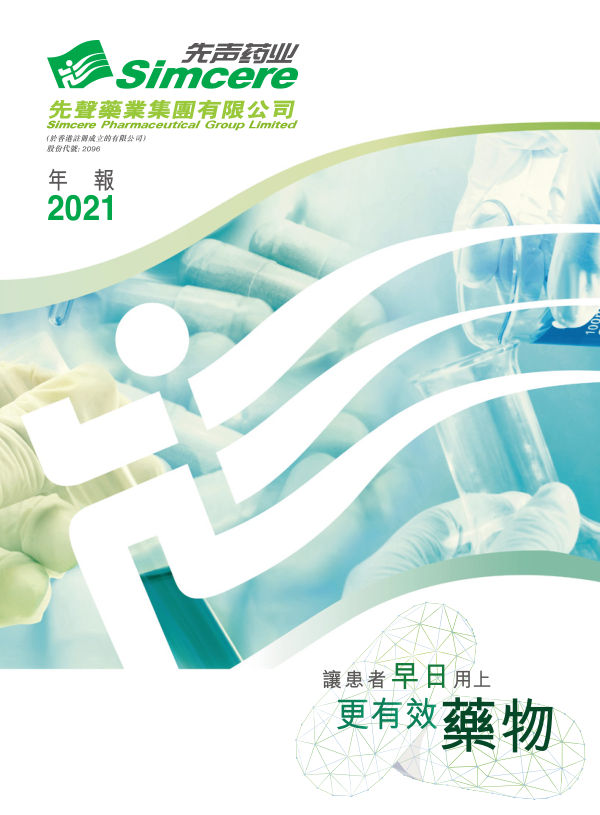 先声药业
Simcere
先聲藥業集團有限公司
Simcere Pharmaceutical Group Limited
(於香港註冊成立的有限公司)
股份代號: 2096
年 報
2021
100
讓患者早日用上
更有效藥物